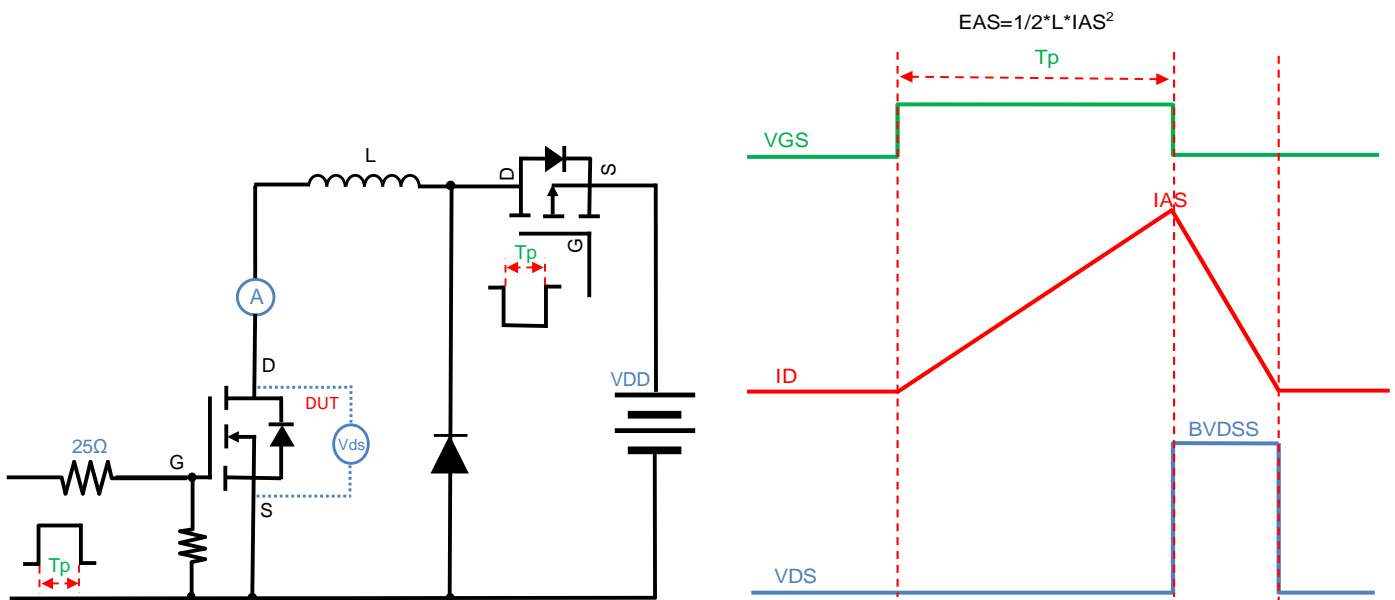 L
D
S
G
Tp
A
D
DUT
Vds
VDD
25Ω
G
S
Tp
EAS=1/2*L*IAS²
Tp
VGS
IAS
ID
BVDSS
VDS